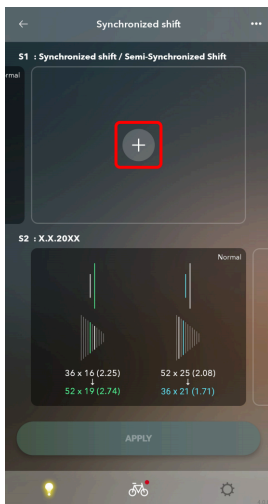 Synchronized shift
S1 : Synchronized shift / Semi-Synchronized Shift
rmal
S2 : X.X.20XX
Normal
36 x 16 (2.25)
↓
52 x 19 (2.74)
52 x 25 (2.08)
↓
36 x 21 (1.71)
APPLY